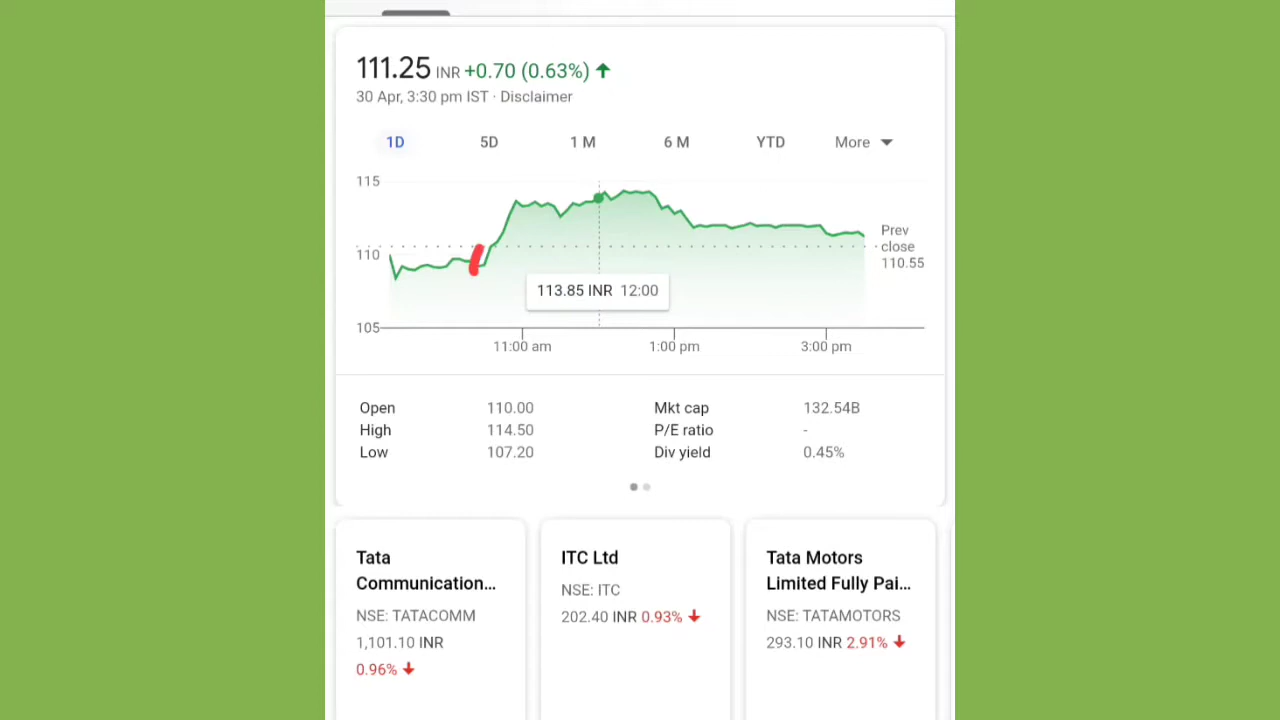 111.25 INR +0.70 (0.63%)
30 Apr, 3:30 pm IST · Disclaimer
1D 5D 1 M 6 M YTD More
115
110
105
Prev
close
110.55
113.85 INR 12:00
11:00 am 1:00 pm 3:00 pm
Open 110.00 Mkt cap 132.54B
High 114.50 P/E ratio -
Low 107.20 Div yield 0.45%
Tata
Communication...
NSE: TATACOMM
1,101.10 INR
0.96%
ITC Ltd
NSE: ITC
202.40 INR 0.93%
Tata Motors
Limited Fully Pai...
NSE: TATAMOTORS
293.10 INR 2.91%